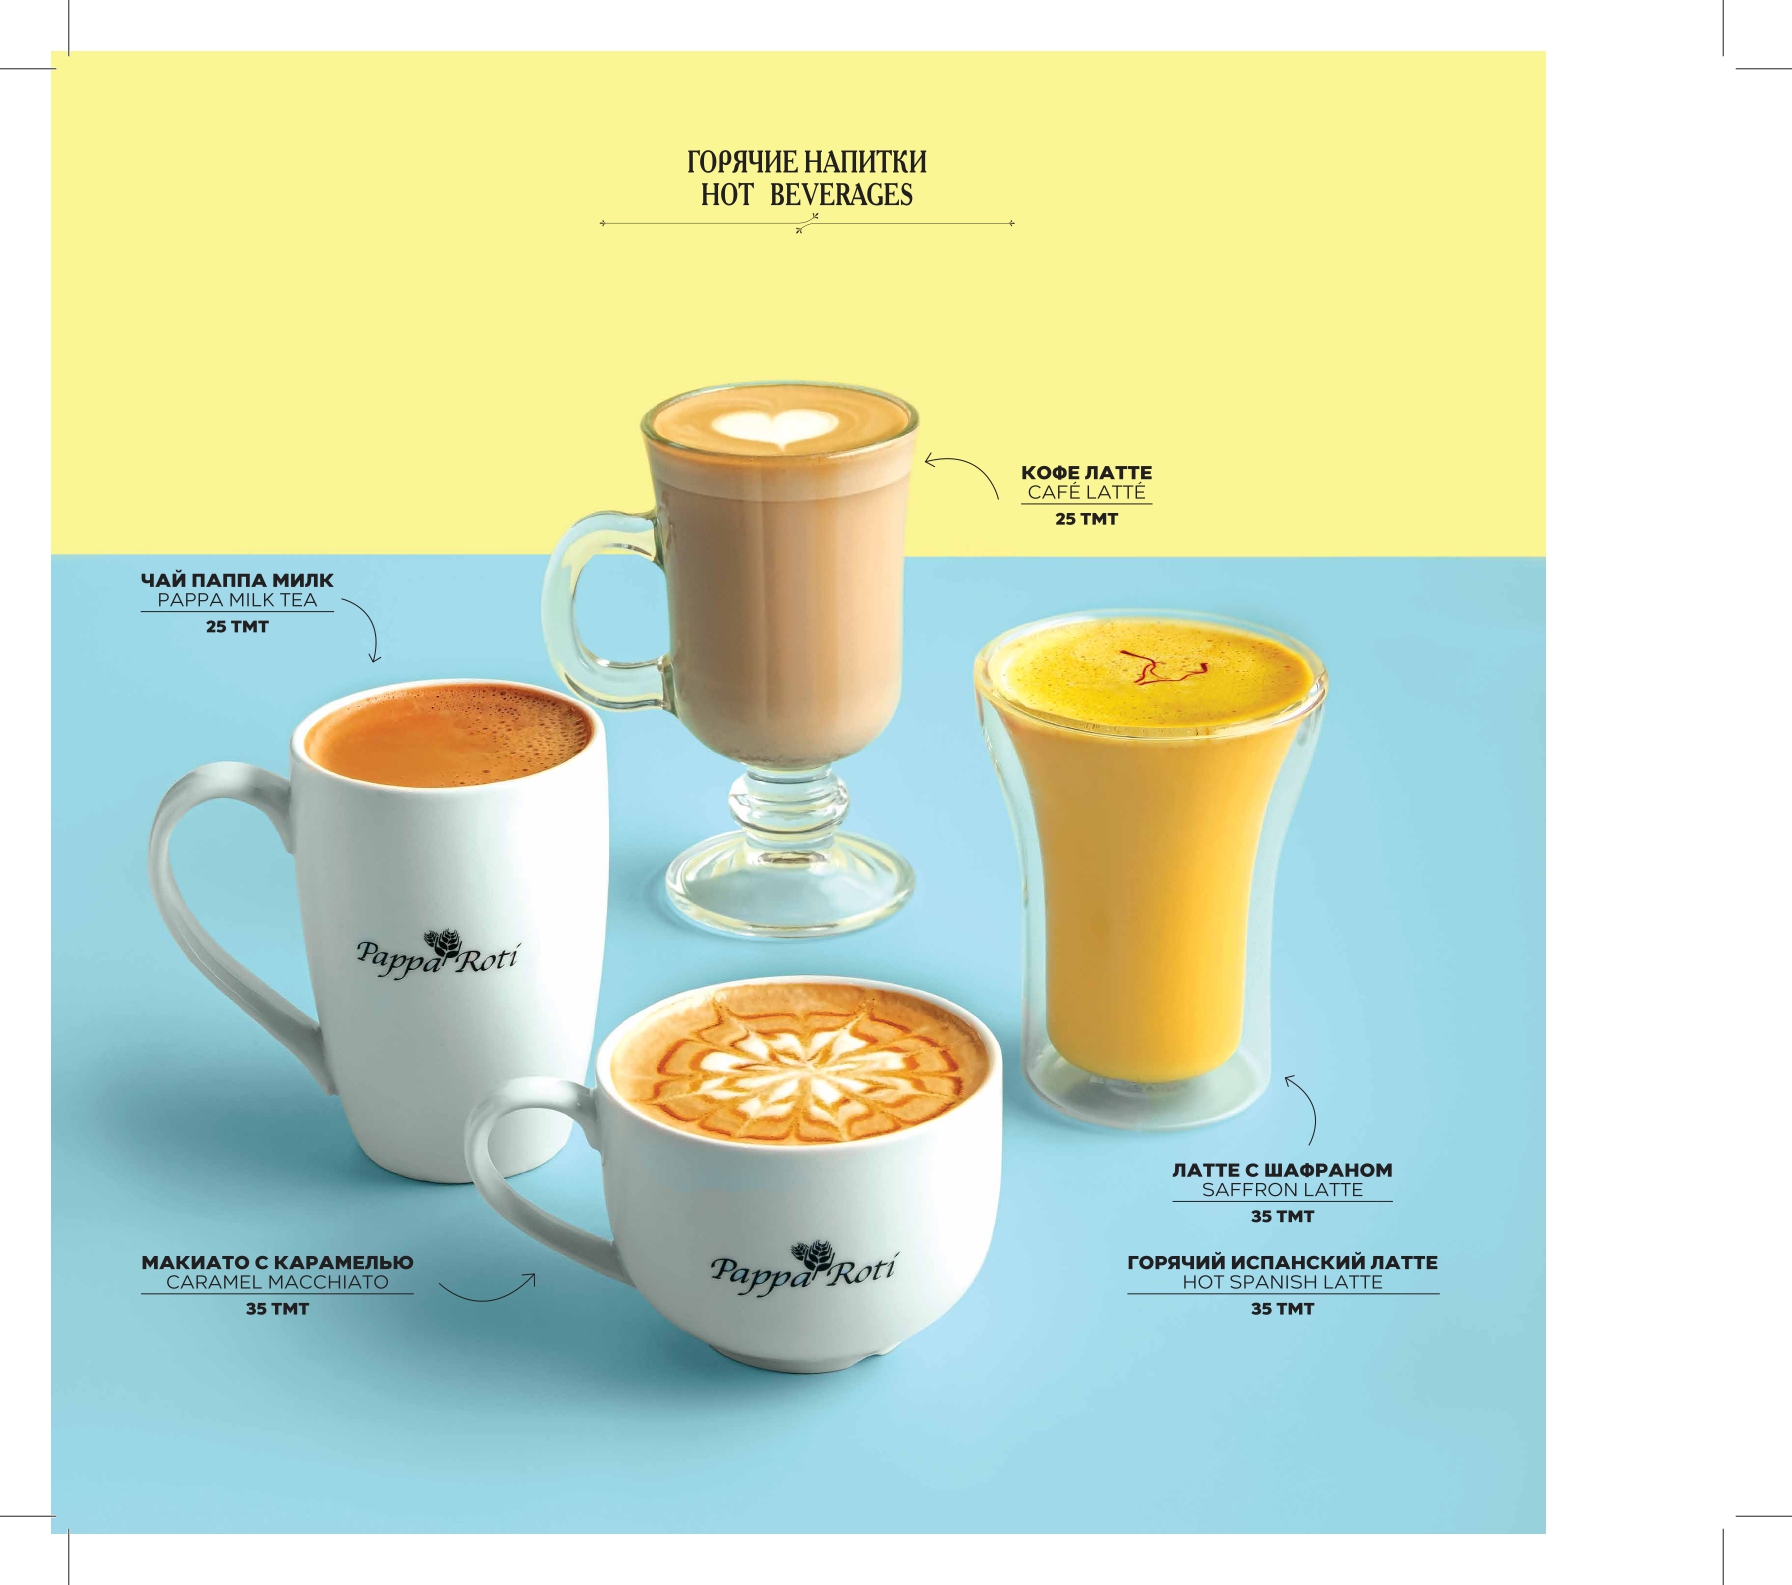 ГОРЯЧИЕ НАПИТКИ
HOT BEVERAGES
КОФЕ ЛАТТЕ
CAFÉ LATTÉ
25 TMT
ЧАЙ ПАППА МИЛК
PAPPA MILK TEA
25 TMT
Pappa Roti
Pappa Roti
ЛАТТЕ С ШАФРАНОМ
SAFFRON LATTE
35 TMT
МАКИАТО С КАРАМЕЛЬЮ
CARAMEL MACCHIATO
35 TMT
ГОРЯЧИЙ ИСПАНСКИЙ ЛАТТЕ
HOT SPANISH LATTE
35 TMT